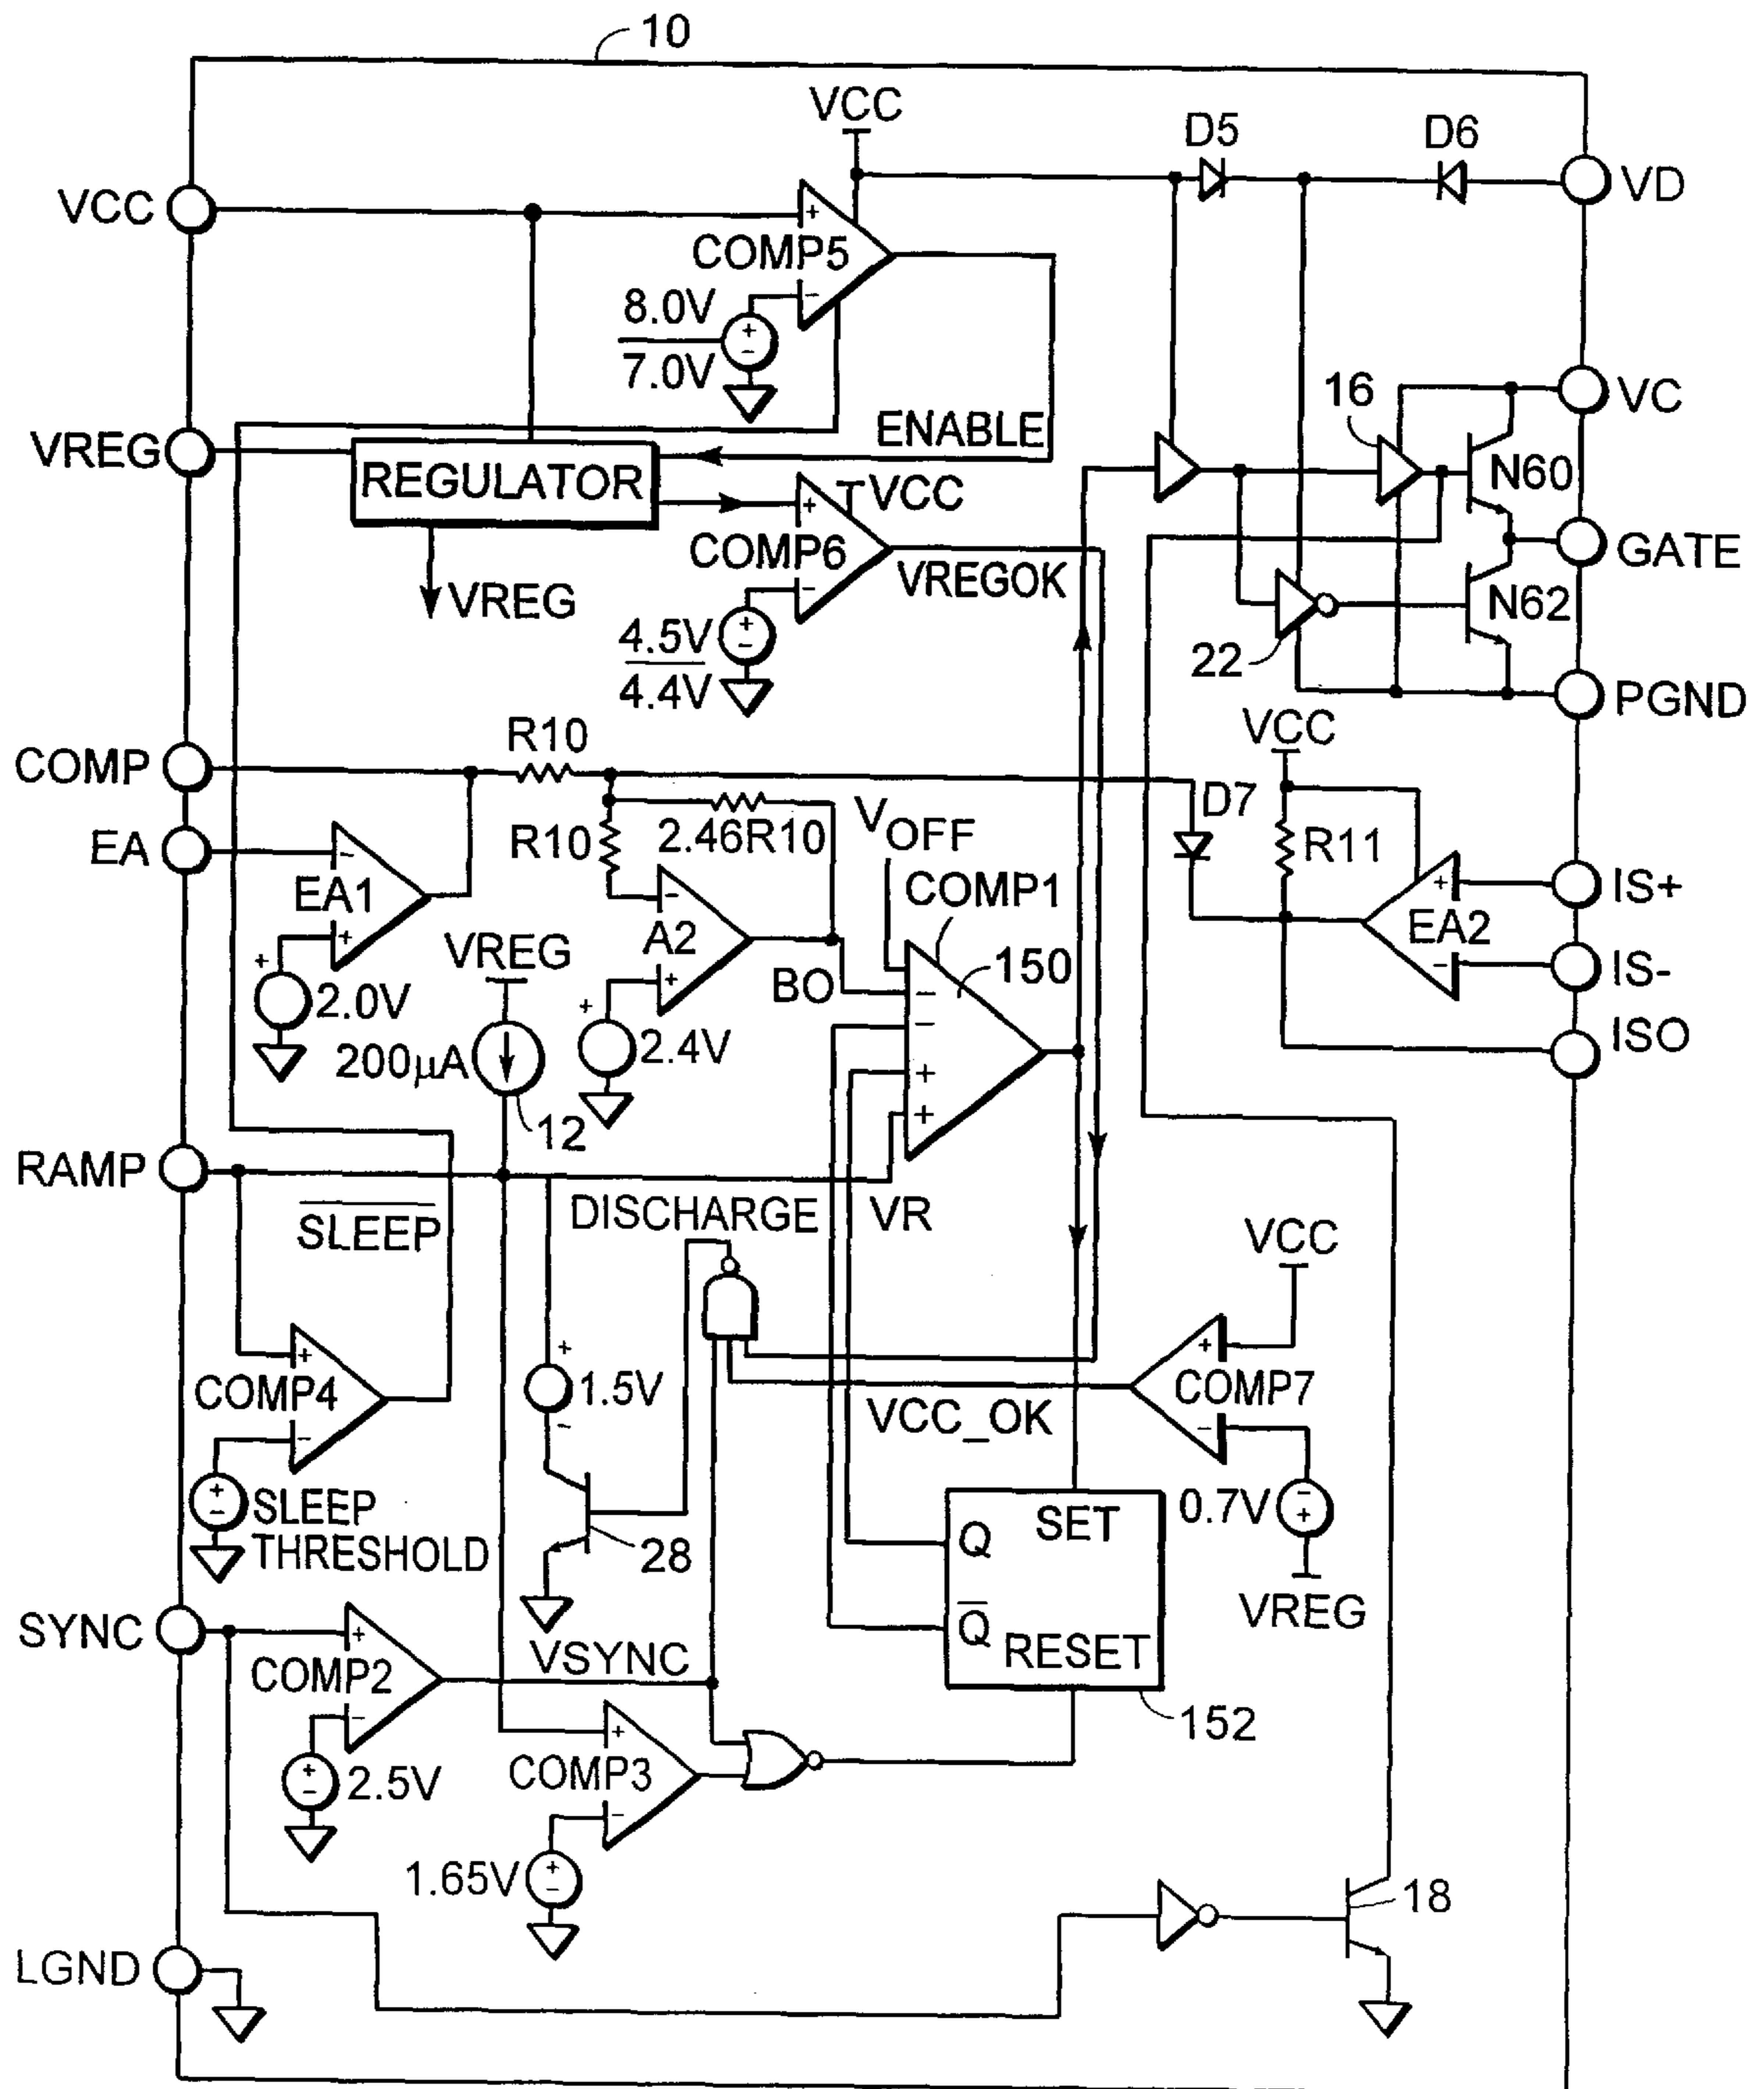 10
VCC
D5
D6
VCC
VD
+
COMP5
−
8.0V
7.0V
+
−
16
VC
VREG
ENABLE
REGULATOR
VCC
N60
+
COMP6
−
VREGOK
GATE
VREG
N62
4.5V
4.4V
+
−
22
PGND
COMP
R10
VCC
D7
EA
R10
2.46R10
VOFF
R11
COMP1
−
EA1
+
−
A2
+
IS+
+
EA2
−
+
2.0V
VREG
BO
150
IS-
−
−
+
+
+
2.4V
ISO
200µA
12
RAMP
SLEEP
DISCHARGE
VR
VCC
+
COMP4
−
+
1.5V
−
+
COMP7
−
VCC_OK
+
−
SLEEP
THRESHOLD
28
Q
SET
0.7V
−
+
SYNC
Q
RESET
VREG
+
COMP2
−
VSYNC
152
+
COMP3
−
+
−
2.5V
1.65V
+
−
18
LGND